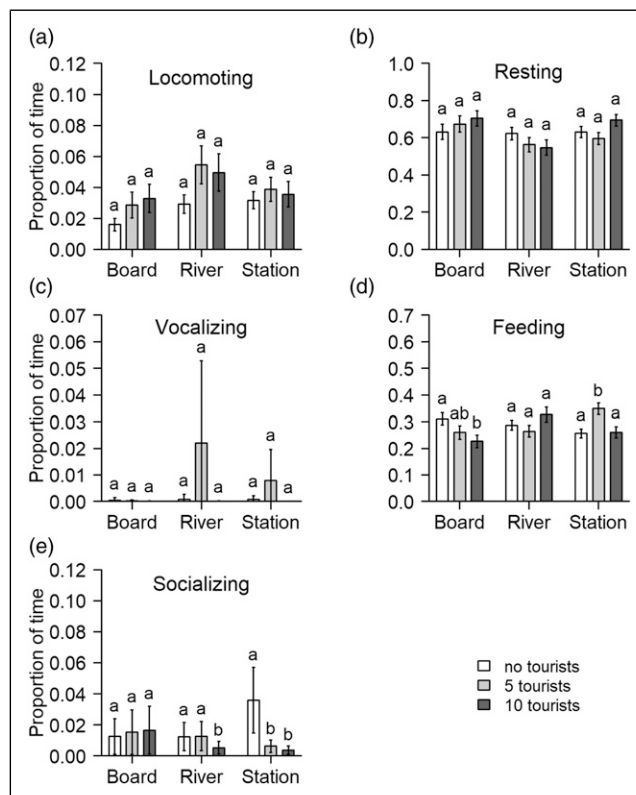 (a)
Locomoting
Proportion of time
0.12
0.10
0.08
0.06
0.04
0.02
0.00
a a a
a a a
a a a
Board River Station
(b)
Resting
1.0
0.8
0.6
0.4
0.2
0.0
a a a
a a a
a a a
Board River Station
(c)
Vocalizing
Proportion of time
0.07
0.06
0.05
0.04
0.03
0.02
0.01
0.00
a a a
a a a
a a a
Board River Station
(d)
Feeding
0.7
0.6
0.5
0.4
0.3
0.2
0.1
0.0
a ab b
a a a
a b a
Board River Station
(e)
Socializing
Proportion of time
0.12
0.10
0.08
0.06
0.04
0.02
0.00
a a a
a a b
a b b
Board River Station
no tourists
5 tourists
10 tourists